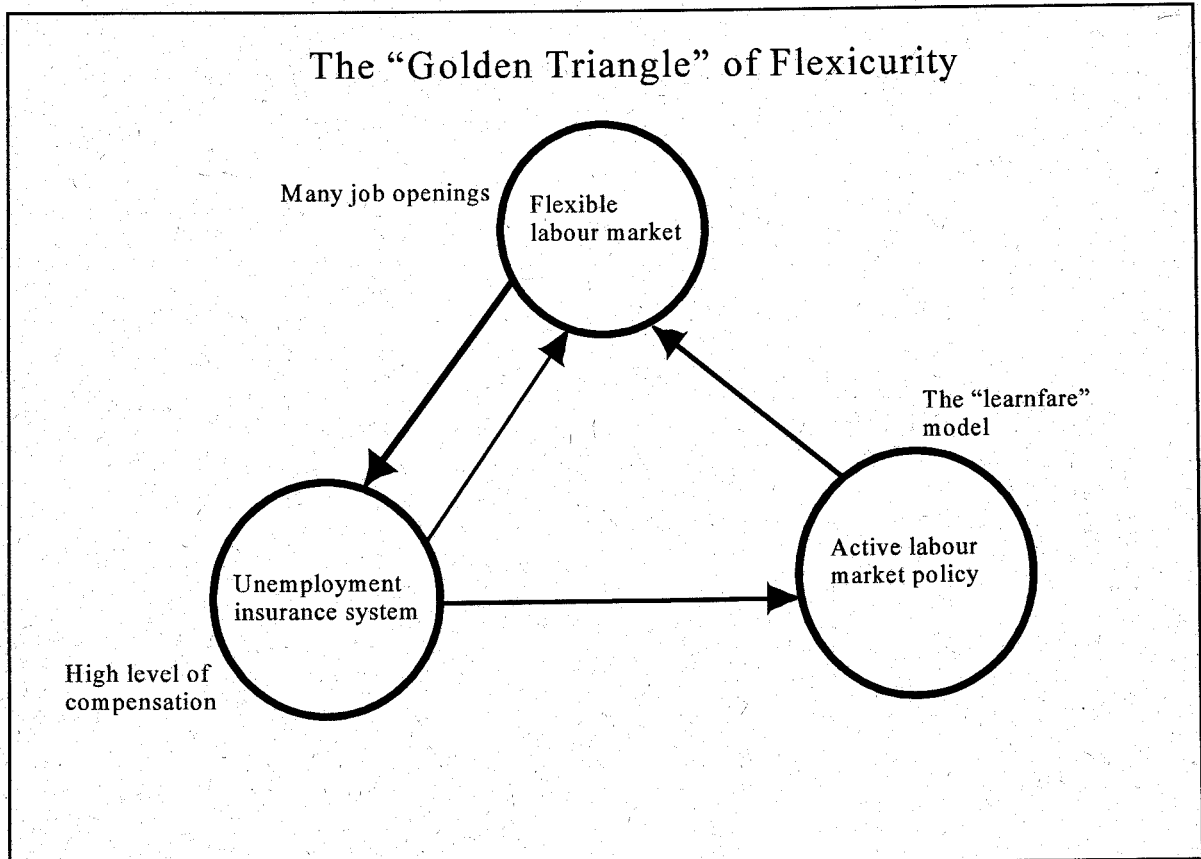 The “Golden Triangle” of Flexicurity
Many job openings
Flexible
labour market
The “learnfare”
model
Active labour
market policy
Unemployment
insurance system
High level of
compensation